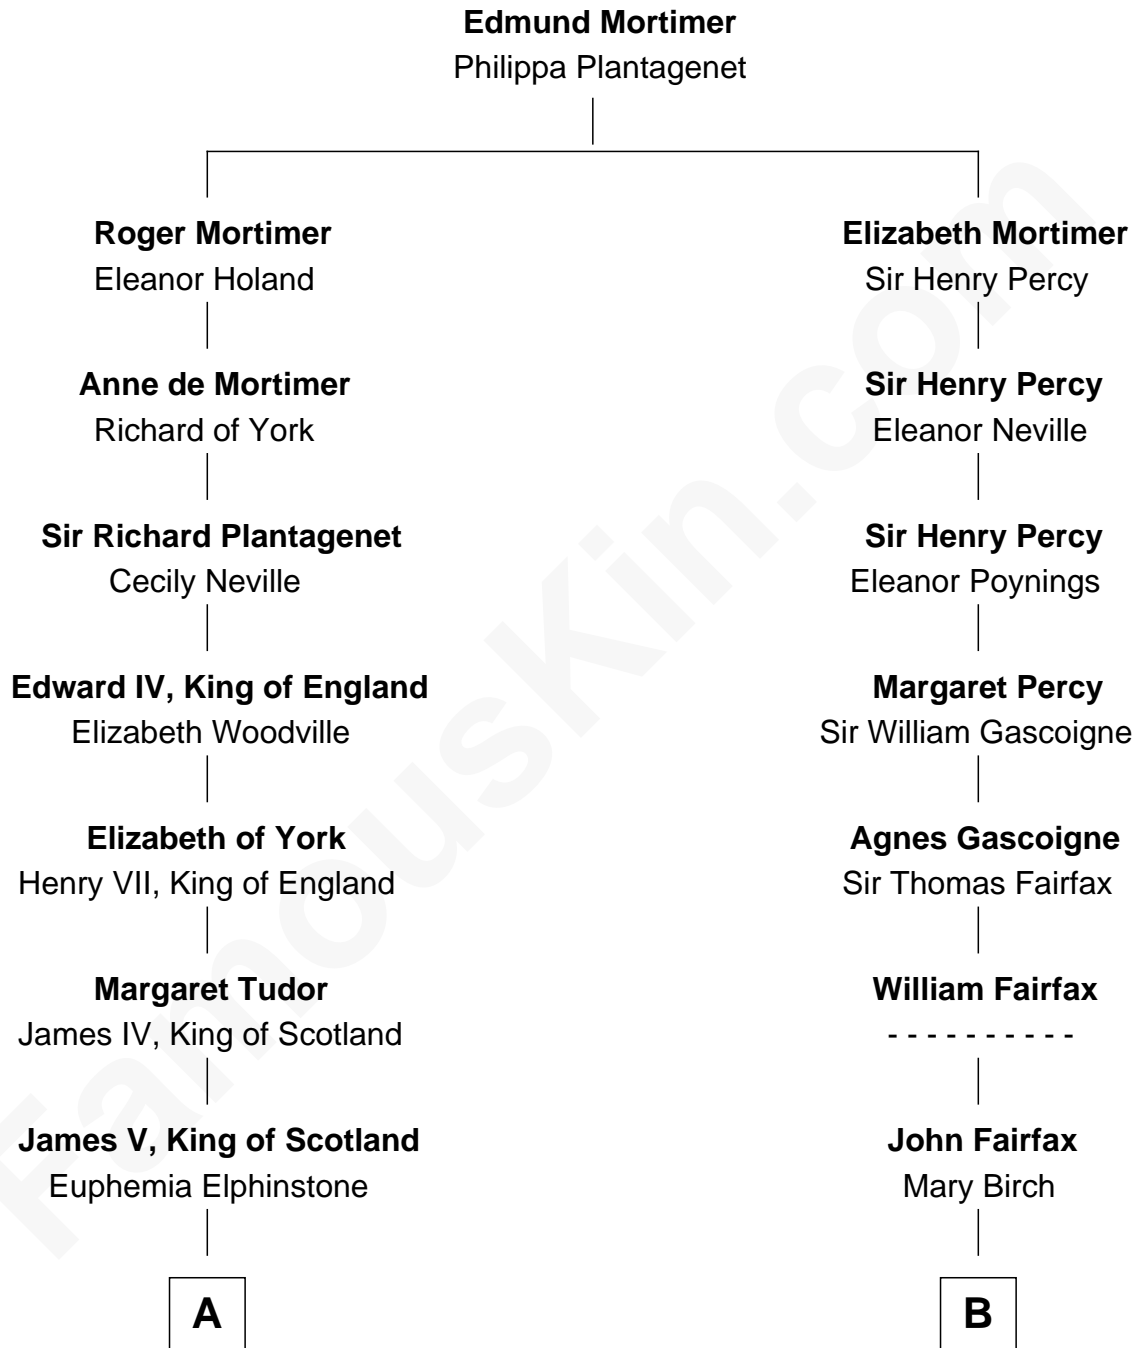 Edmund Mortimer
Philippa Plantagenet
Roger Mortimer
Eleanor Holand
Elizabeth Mortimer
Sir Henry Percy
Anne de Mortimer
Richard of York
Sir Henry Percy
Eleanor Neville
Sir Richard Plantagenet
Cecily Neville
Sir Henry Percy
Eleanor Poynings
Edward IV, King of England
Elizabeth Woodville
Margaret Percy
Sir William Gascoigne
Elizabeth of York
Henry VII, King of England
Agnes Gascoigne
Sir Thomas Fairfax
Margaret Tudor
James IV, King of Scotland
William Fairfax
- - - - - - - - - -
James V, King of Scotland
Euphemia Elphinstone
John Fairfax
Mary Birch
A
B
FamousKin.com